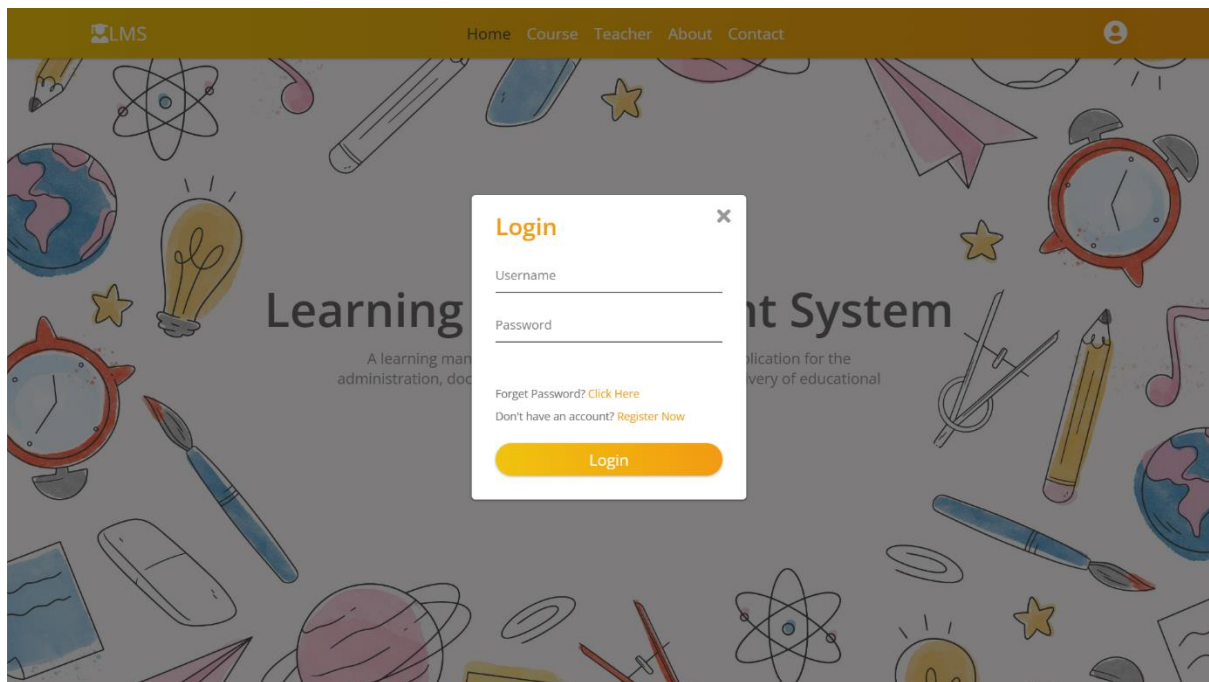 LMS
Home Course Teacher About Contact
Login
Username
Learning nt System
Password
A learning man lication for the
administration, doc very of educational
Forget Password? Click Here
Don't have an account? Register Now
Login